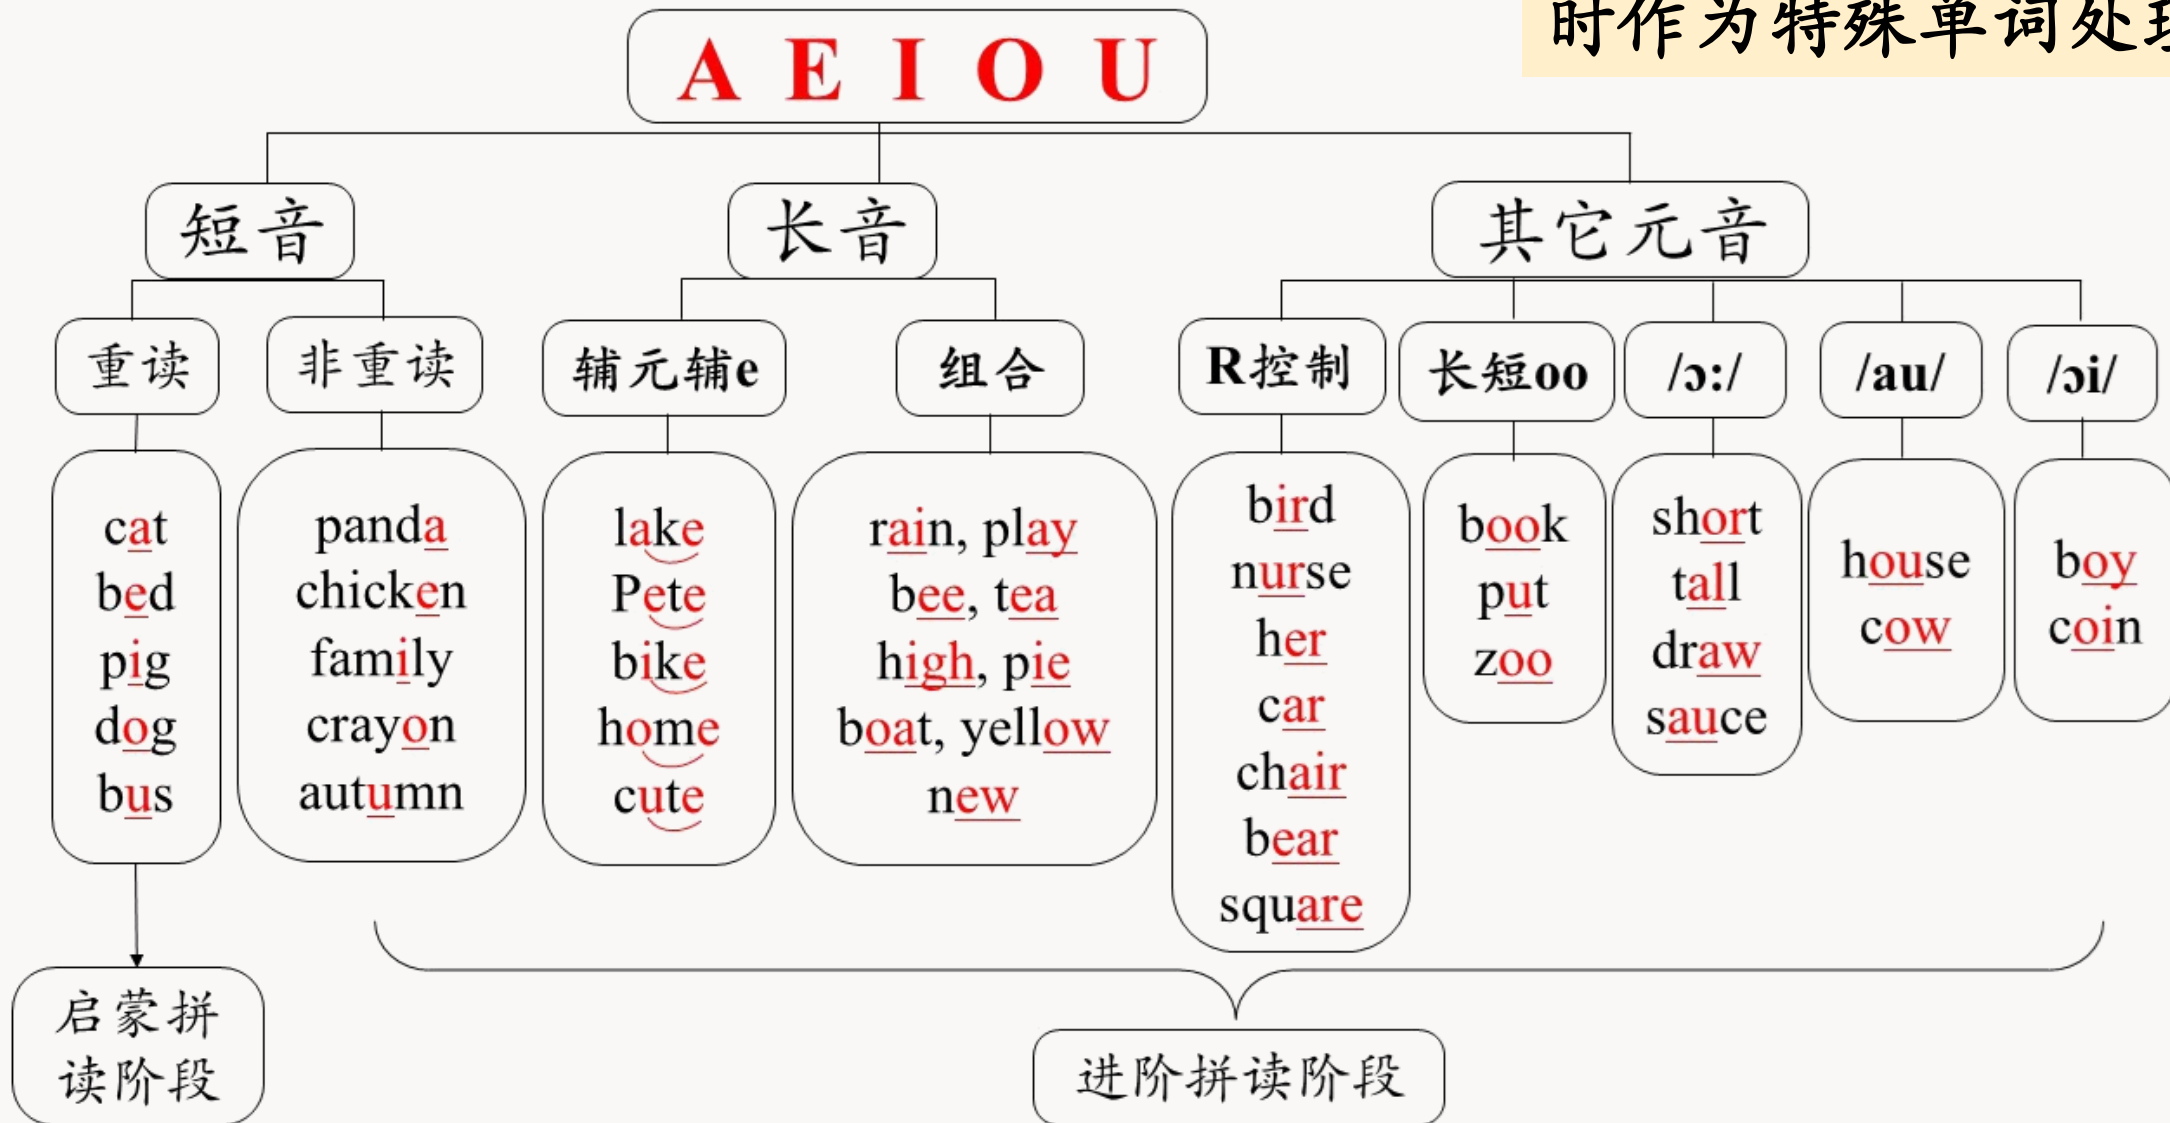 时作为特殊单词处理
A E I O U
短音
长音
其它元音
重读
非重读
辅元辅e
组合
R控制
长短oo
/ɔ:/
/au/
/ɔi/
cat
bed
pig
dog
bus
panda
chicken
family
crayon
autumn
lake
Pete
bike
home
cute
rain, play
bee, tea
high, pie
boat, yellow
new
bird
nurse
her
car
chair
bear
square
book
put
zoo
short
tall
draw
sauce
house
cow
boy
coin
启蒙拼
读阶段
进阶拼读阶段